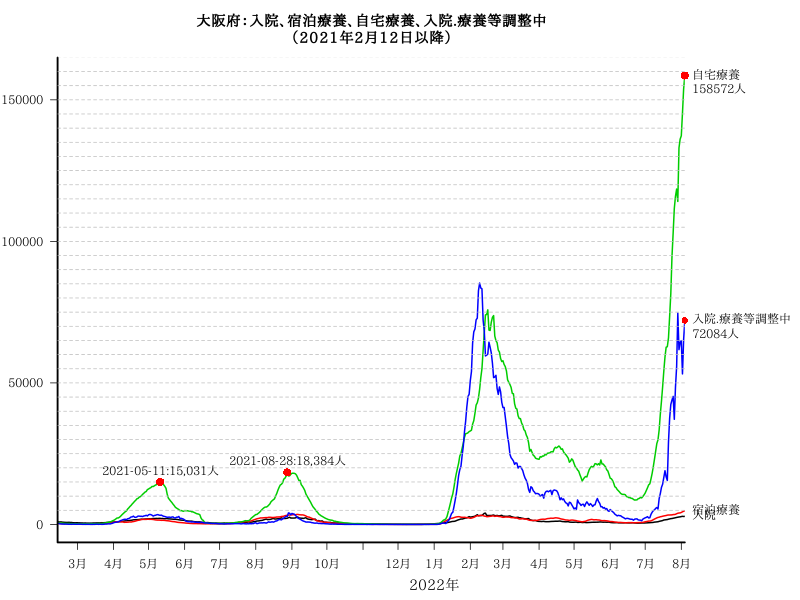 大阪府：入院、宿泊療養、自宅療養、入院.療養等調整中
（2021年2月12日以降）
自宅療養
158572人
150000
100000
入院.療養等調整中
72084人
50000
2021-05-11:15,031人
2021-08-28:18,384人
宿泊療養
入院
0
3月 4月 5月 6月 7月 8月 9月 10月 12月 1月 2月 3月 4月 5月 6月 7月 8月
2022年